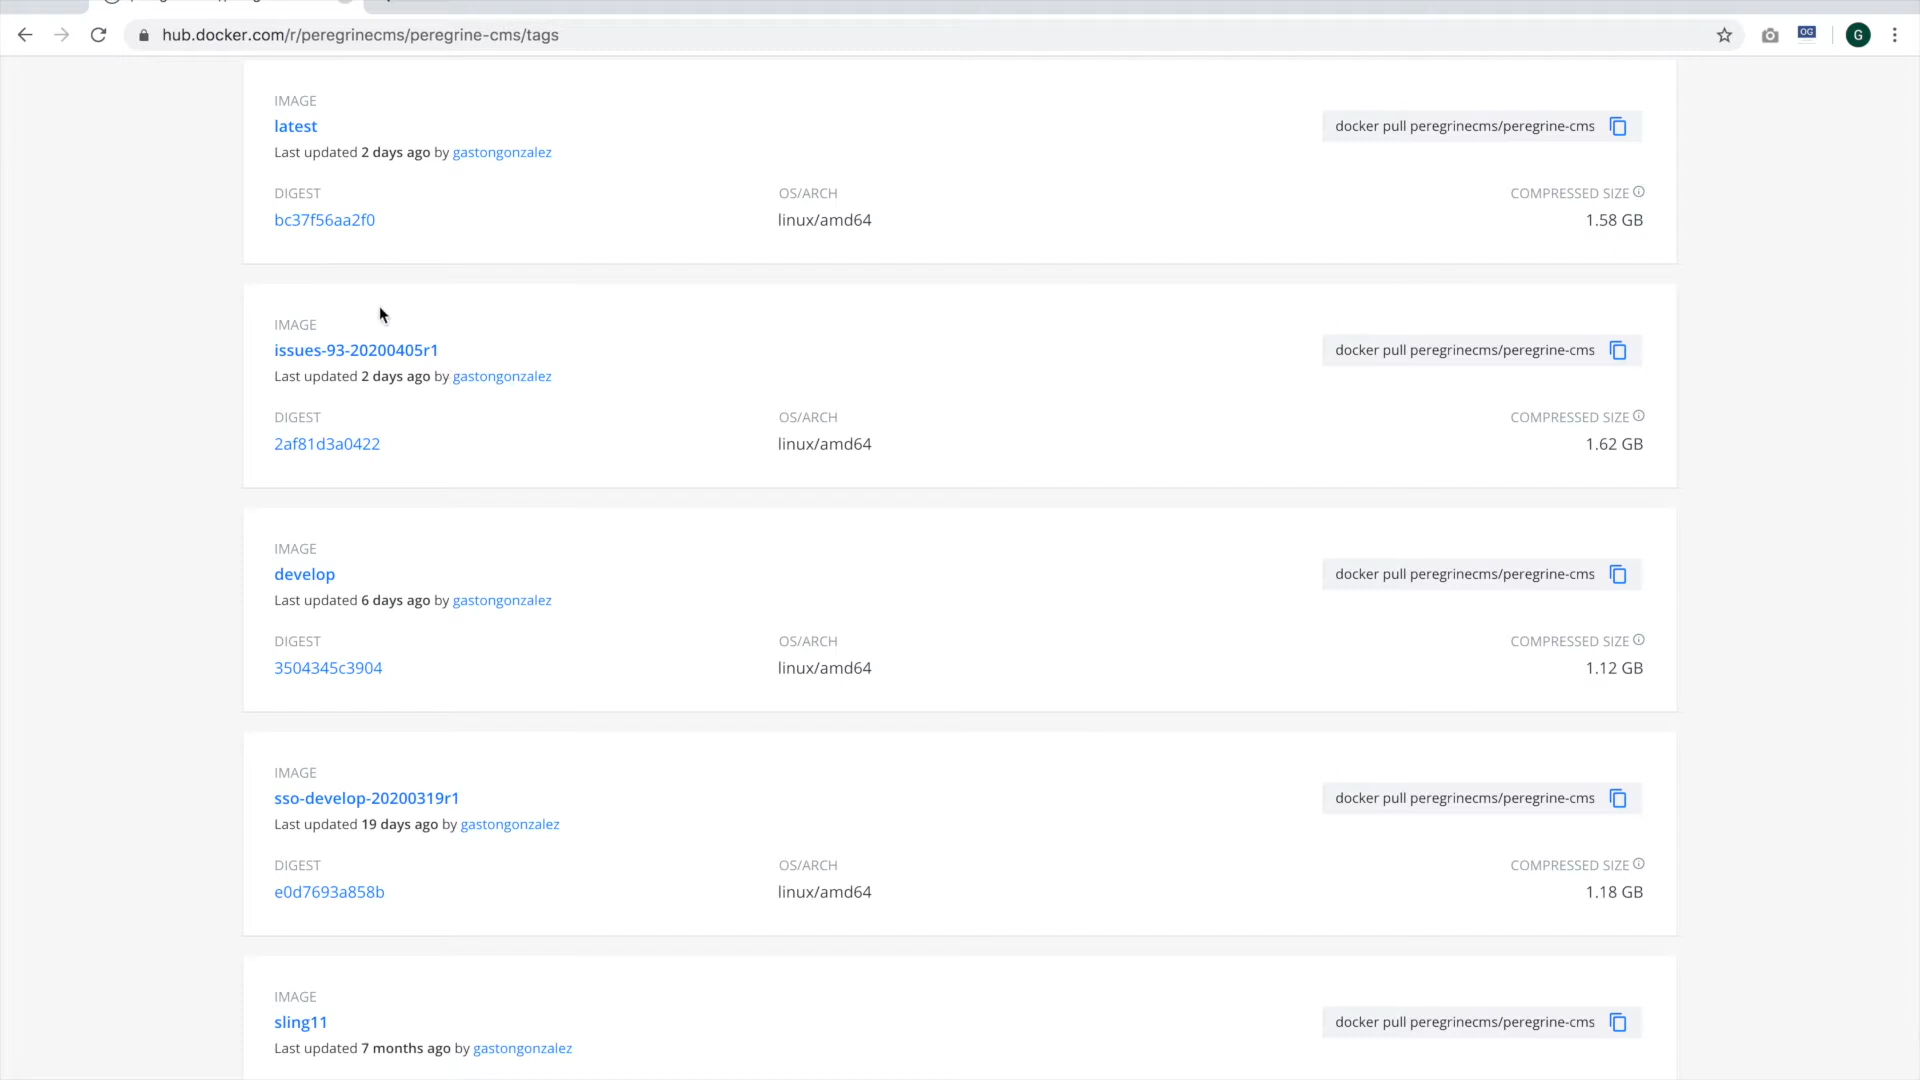 hub.docker.com/r/peregrinecms/peregrine-cms/tags
OG
G
IMAGE
latest
docker pull peregrinecms/peregrine-cms
Last updated 2 days ago by gastongonzalez
DIGEST OS/ARCH COMPRESSED SIZE
bc37f56aa2f0 linux/amd64 1.58 GB
IMAGE
issues-93-20200405r1
docker pull peregrinecms/peregrine-cms
Last updated 2 days ago by gastongonzalez
DIGEST OS/ARCH COMPRESSED SIZE
2af81d3a0422 linux/amd64 1.62 GB
IMAGE
develop
docker pull peregrinecms/peregrine-cms
Last updated 6 days ago by gastongonzalez
DIGEST OS/ARCH COMPRESSED SIZE
3504345c3904 linux/amd64 1.12 GB
IMAGE
sso-develop-20200319r1
docker pull peregrinecms/peregrine-cms
Last updated 19 days ago by gastongonzalez
DIGEST OS/ARCH COMPRESSED SIZE
e0d7693a858b linux/amd64 1.18 GB
IMAGE
sling11
docker pull peregrinecms/peregrine-cms
Last updated 7 months ago by gastongonzalez